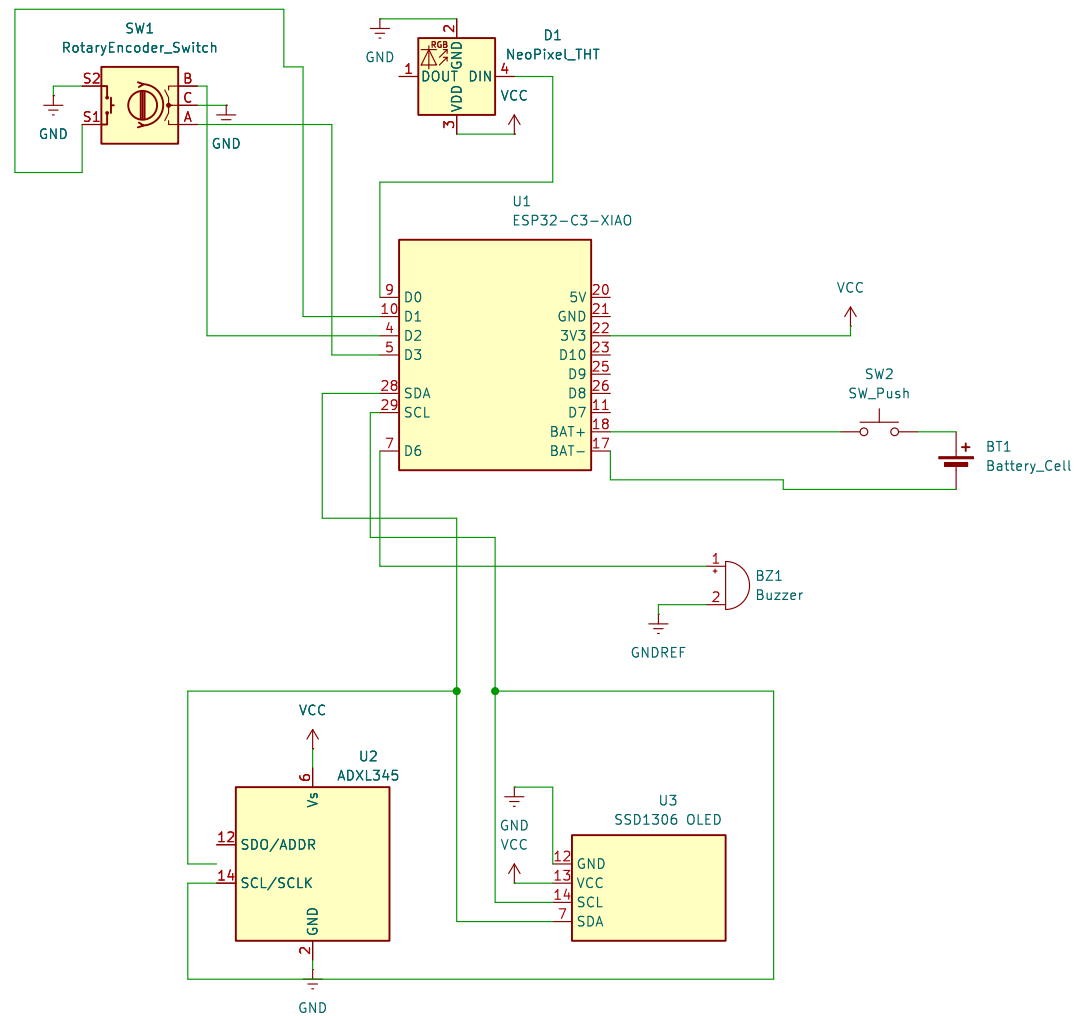 SW1
RotaryEncoder_Switch
S2
S1
B
C
A
GND
GND
GND
2
D1
NeoPixel_THT
RGB
GND
1
DOUT
DIN
4
VDD
3
VCC
U1
ESP32-C3-XIAO
9 D0
10 D1
4 D2
5 D3
28 SDA
29 SCL
7 D6
5V 20
GND 21
3V3 22
D10 23
D9 25
D8 26
D7 11
BAT+ 18
BAT- 17
VCC
SW2
SW_Push
+
BT1
Battery_Cell
1
+
2
BZ1
Buzzer
GNDREF
VCC
U2
ADXL345
6
Vs
12 SDO/ADDR
14 SCL/SCLK
GND
2
GND
U3
SSD1306 OLED
GND
VCC
12 GND
13 VCC
14 SCL
7 SDA